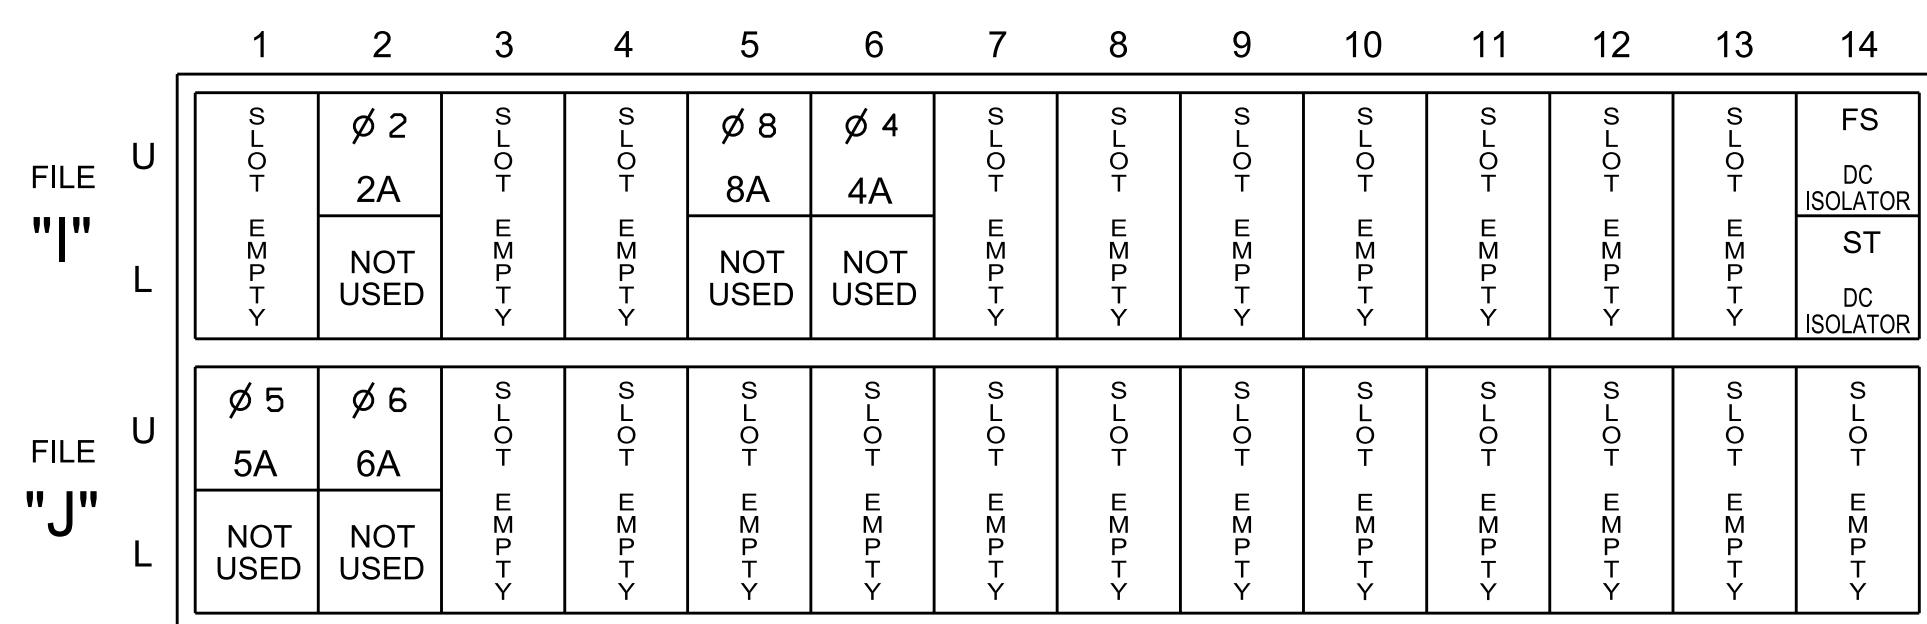 1 2 3 4 5 6 7 8 9 10 11 12 13 14
FILE "I"
U
L
SLOT EMPTY
Ø 2
2A
NOT USED
SLOT EMPTY
SLOT EMPTY
Ø 8
8A
NOT USED
Ø 4
4A
NOT USED
SLOT EMPTY
SLOT EMPTY
SLOT EMPTY
SLOT EMPTY
SLOT EMPTY
SLOT EMPTY
SLOT EMPTY
FS
DC
ISOLATOR
ST
DC
ISOLATOR
FILE "J"
U
L
Ø 5
5A
NOT USED
Ø 6
6A
NOT USED
SLOT EMPTY
SLOT EMPTY
SLOT EMPTY
SLOT EMPTY
SLOT EMPTY
SLOT EMPTY
SLOT EMPTY
SLOT EMPTY
SLOT EMPTY
SLOT EMPTY
SLOT EMPTY
SLOT EMPTY